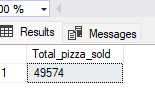 00 %
Results Messages
Total_pizza_sold
1 49574